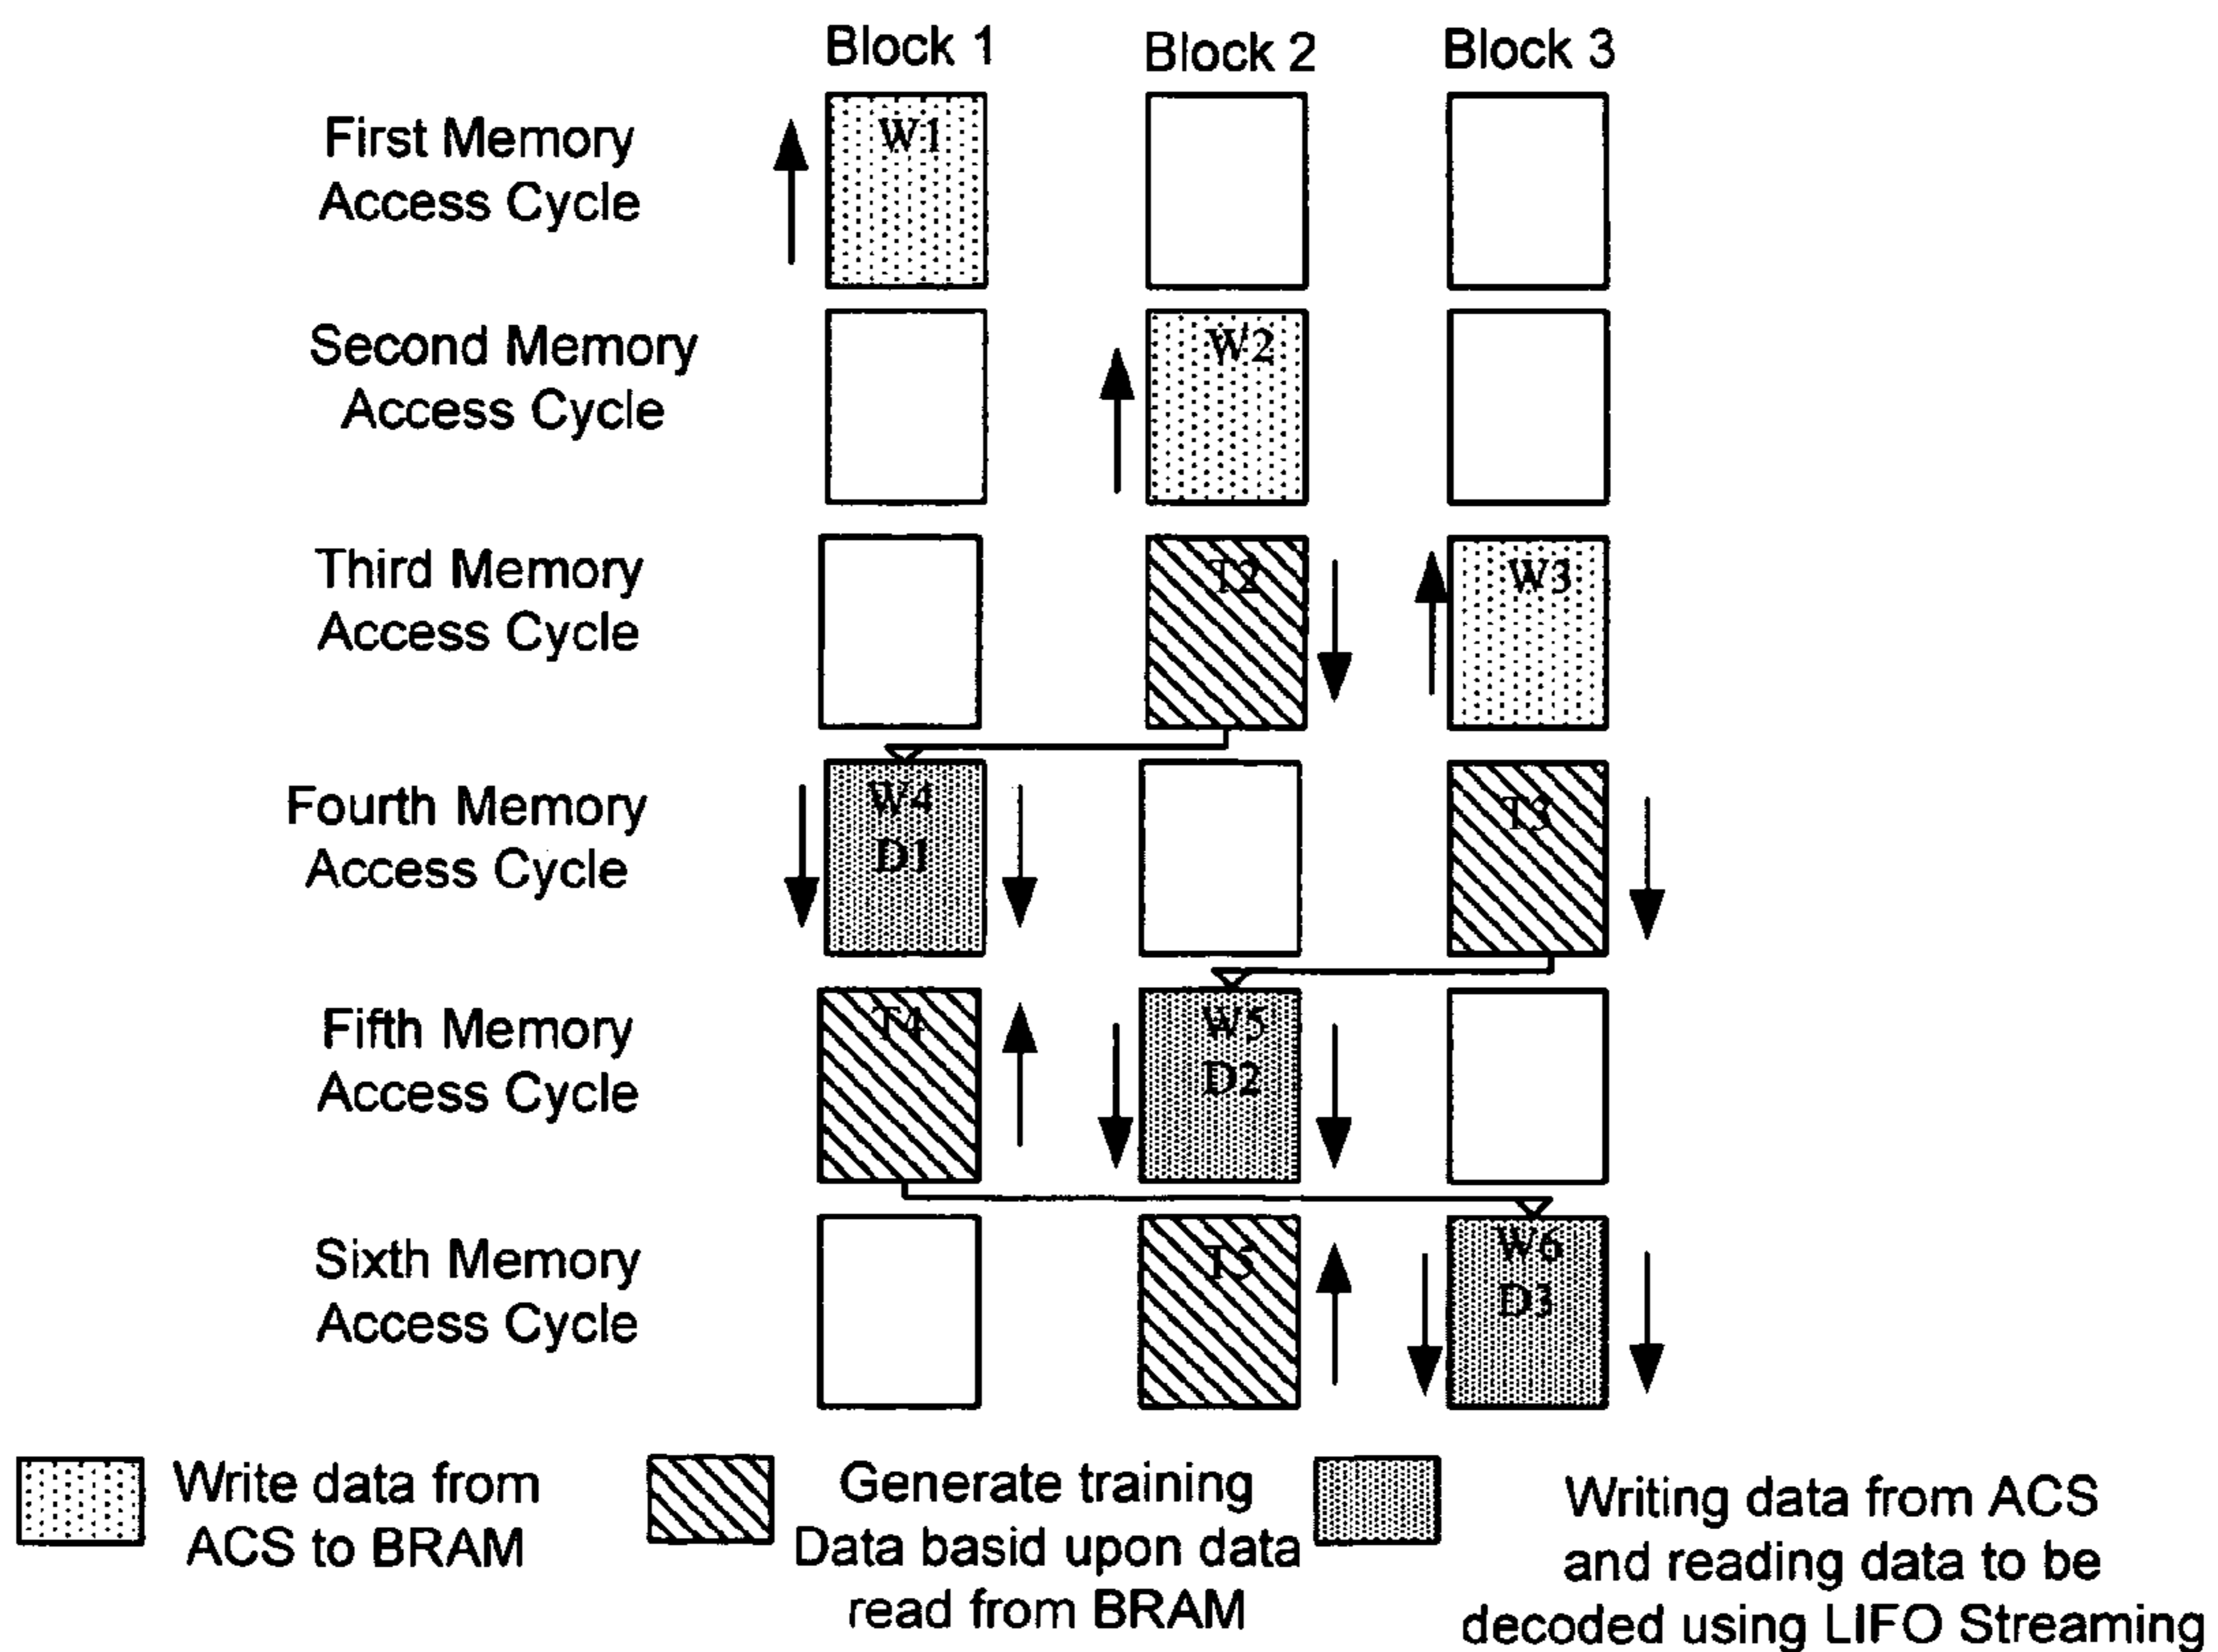 Block 1
Block 2
Block 3
First Memory
Access Cycle
W1
Second Memory
Access Cycle
W2
Third Memory
Access Cycle
T2
W3
Fourth Memory
Access Cycle
W4
D1
T3
Fifth Memory
Access Cycle
T4
W5
D2
Sixth Memory
Access Cycle
T5
W6
D3
Write data from
ACS to BRAM
Generate training
Data basid upon data
read from BRAM
Writing data from ACS
and reading data to be
decoded using LIFO Streaming